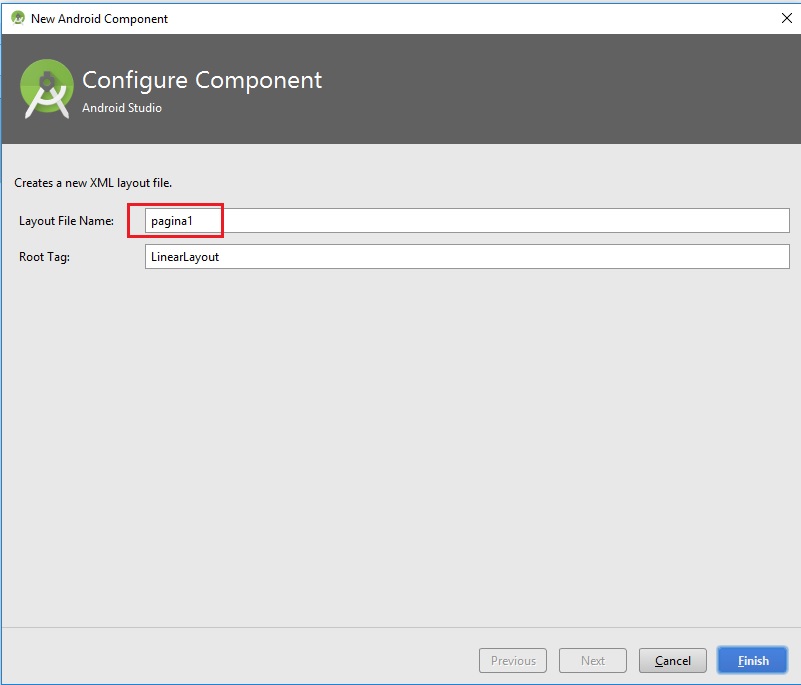 New Android Component
Configure Component
Android Studio
Creates a new XML layout file.
Layout File Name: pagina1
Root Tag: LinearLayout
Previous Next Cancel Finish